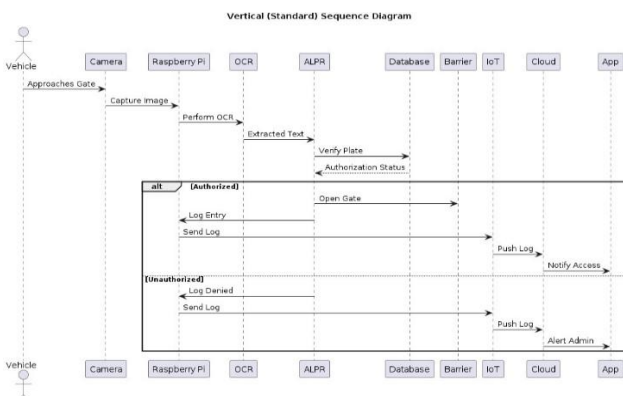 Vertical (Standard) Sequence Diagram
Vehicle
Camera
Raspberry Pi
OCR
ALPR
Database
Barrier
IoT
Cloud
App
Approaches Gate
Capture Image
Perform OCR
Extracted Text
Verify Plate
Authorization Status
alt [Authorized]
Open Gate
Log Entry
Send Log
Push Log
Notify Access
[Unauthorized]
Log Denied
Send Log
Push Log
Alert Admin
Vehicle
Camera
Raspberry Pi
OCR
ALPR
Database
Barrier
IoT
Cloud
App